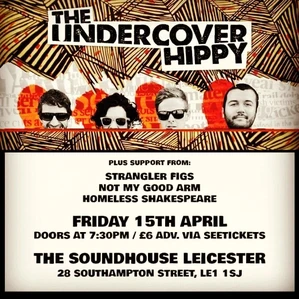 THE
UNDERCOVER
HIPPY
PLUS SUPPORT FROM:
STRANGLER FIGS
NOT MY GOOD ARM
HOMELESS SHAKESPEARE
FRIDAY 15TH APRIL
DOORS AT 7:30PM / £6 ADV. VIA SEETICKETS
THE SOUNDHOUSE LEICESTER
28 SOUTHAMPTON STREET, LE1 1SJ